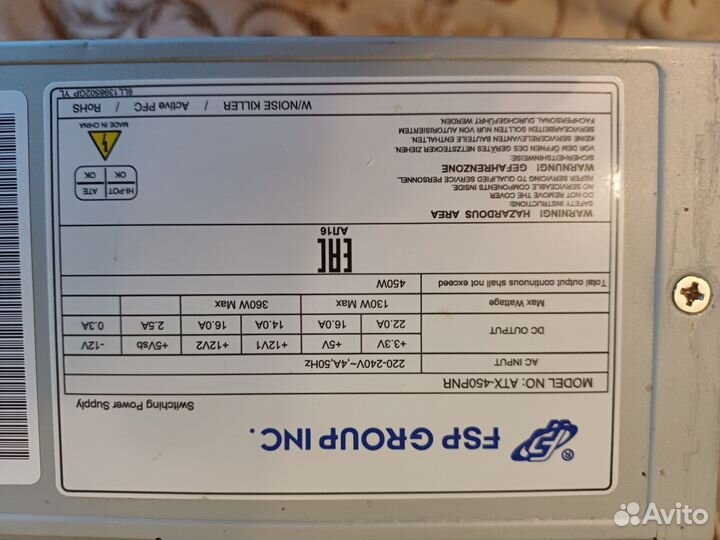 FSP GROUP INC. ®
Switching Power Supply
MODEL NO: ATX-450PNR
AC INPUT 220-240V~,4A,50Hz
DC OUTPUT +3.3V +5V +12V1 +12V2 +5Vsb -12V
22.0A 16.0A 14.0A 16.0A 2.5A 0.3A
Max Wattage 130W Max 360W Max
Total output continuous shall not exceed 450W
EAC
АЛ16
WARNING! HAZARDOUS AREA
SAFETY INSTRUCTIONS:
DO NOT REMOVE THE COVER
NO SERVICEABLE COMPONENTS INSIDE.
REFER SERVICING TO QUALIFIED SERVICE PERSONNEL.
WARNUNG! GEFAHRENZONE
SICHERHEITSHINWEISE:
VOR DEM ÖFFNEN DES GERÄTES NETZSTECKER ZIEHEN.
KEINE SERVICERELEVANTEN BAUTEILE ENTHALTEN.
SERVICEARBEITEN SOLLTEN NUR VON AUTORISIERTEM
FACHPERSONAL DURCHGEFÜHRT WERDEN.
HI-POT OK
ATE OK
MADE IN CHINA
W/NOISE KILLER / Active PFC / RoHS
8LL1398502GP YL
Avito